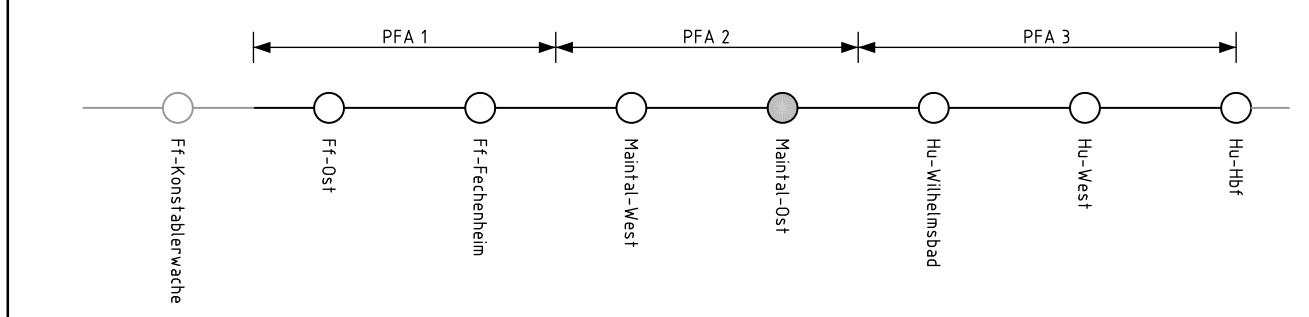 PFA 1
PFA 2
PFA 3
Ff-Konstablerwache
Ff-Ost
Ff-Fechenheim
Maintal-West
Maintal-Ost
Hu-Wilhelmsbad
Hu-West
Hu-Hbf